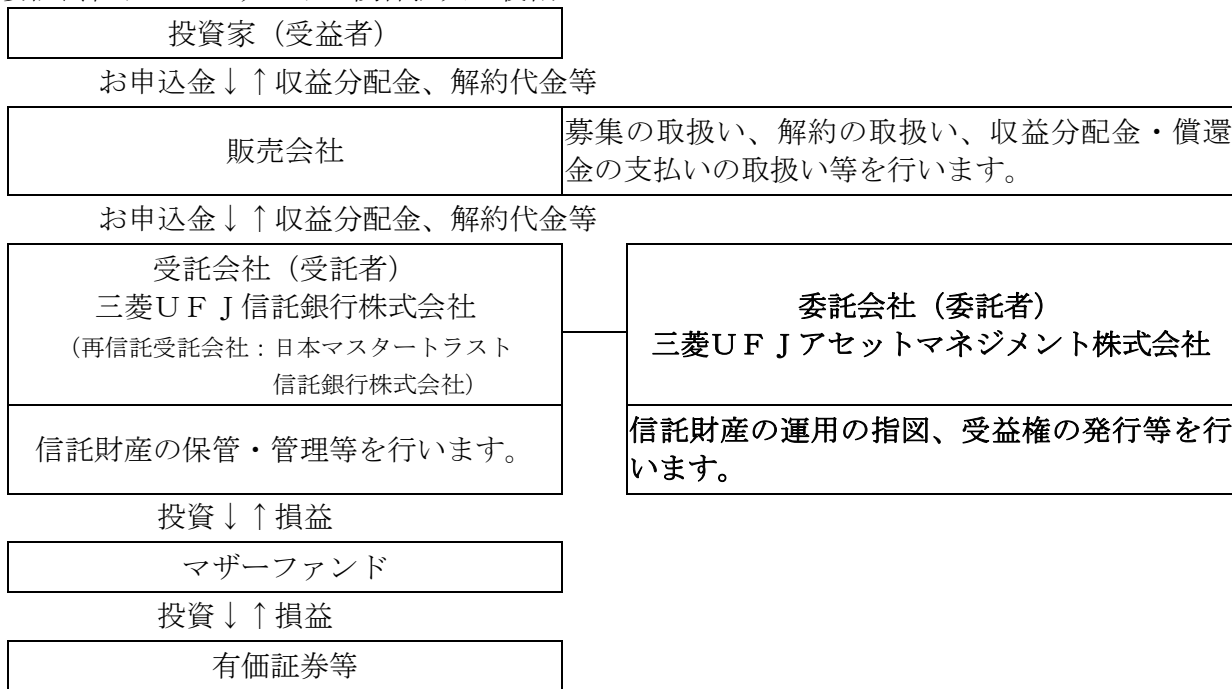 投資家（受益者）
お申込金↓↑収益分配金、解約代金等
販売会社
募集の取扱い、解約の取扱い、収益分配金・償還
金の支払いの取扱い等を行います。
お申込金↓↑収益分配金、解約代金等
受託会社（受託者）
三菱ＵＦＪ信託銀行株式会社
（再信託受託会社：日本マスタートラスト
信託銀行株式会社）
委託会社（委託者）
三菱ＵＦＪアセットマネジメント株式会社
信託財産の保管・管理等を行います。
信託財産の運用の指図、受益権の発行等を行
います。
投資↓↑損益
マザーファンド
投資↓↑損益
有価証券等